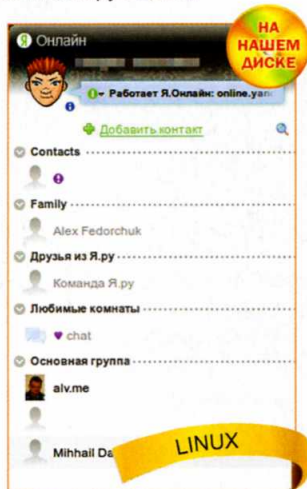 Я Онлайн
НА
НАШЕМ
ДИСКЕ
Работает Я.Онлайн: online.yand
Добавить контакт
Contacts
Family
Alex Fedorchuk
Друзья из Я.ру
Команда Я.ру
Любимые комнаты
chat
Основная группа
alv.me
Mihhail Da
LINUX